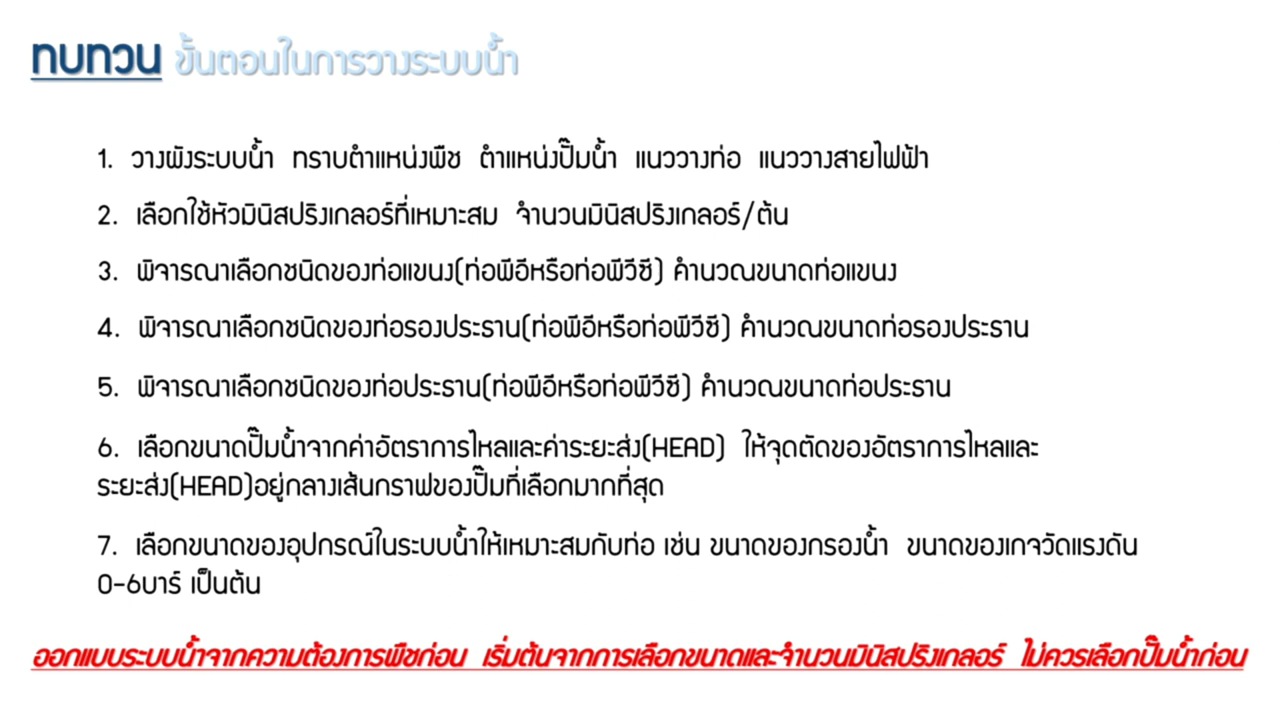 ทบทวน ขั้นตอนในการวางระบบน้ำ
1. วางผังระบบน้ำ ทราบตำแหน่งพืช ตำแหน่งปั๊มน้ำ แนววางท่อ แนววางสายไฟฟ้า
2. เลือกใช้หัวมินิสปริงเกลอร์ที่เหมาะสม จำนวนมินิสปริงเกลอร์/ต้น
3. พิจารณาเลือกชนิดของท่อแขนง(ท่อพีอีหรือท่อพีวีซี) คำนวณขนาดท่อแขนง
4. พิจารณาเลือกชนิดของท่อรองประธาน(ท่อพีอีหรือท่อพีวีซี) คำนวณขนาดท่อรองประธาน
5. พิจารณาเลือกชนิดของท่อประธาน(ท่อพีอีหรือท่อพีวีซี) คำนวณขนาดท่อประธาน
6. เลือกขนาดปั๊มน้ำจากค่าอัตราการไหลและค่าระยะส่ง(HEAD) ให้จุดตัดของอัตราการไหลและ
ระยะส่ง(HEAD)อยู่กลางเส้นกราฟของปั๊มที่เลือกมากที่สุด
7. เลือกขนาดของอุปกรณ์ในระบบน้ำให้เหมาะสมกับท่อ เช่น ขนาดของกรองน้ำ ขนาดของเกจวัดแรงดัน
0-6บาร์ เป็นต้น
ออกแบบระบบน้ำจากความต้องการพืชก่อน เริ่มต้นจากการเลือกขนาดและจำนวนมินิสปริงเกลอร์ ไม่ควรเลือกปั๊มน้ำก่อน